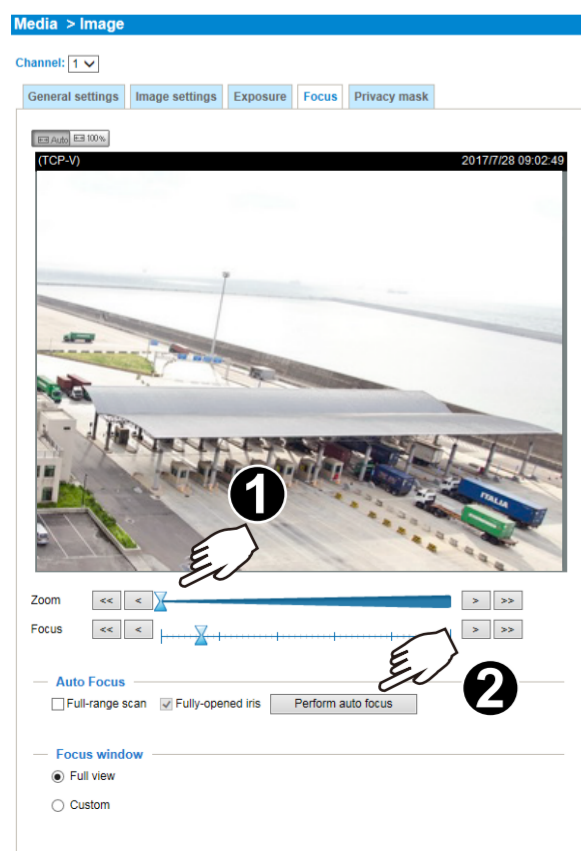 Media > Image
Channel: 1
General settings Image settings Exposure Focus Privacy mask
Auto 100%
(TCP-V) 2017/7/28 09:02:49
ITALIA
1
Zoom << < > >>
Focus << < > >>
2
Auto Focus
Full-range scan Fully-opened iris Perform auto focus
Focus window
Full view
Custom